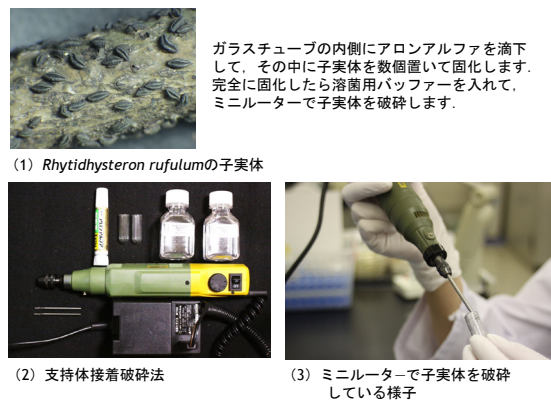 ガラスチューブの内側にアロンアルファを滴下
して，その中に子実体を数個置いて固化します．
完全に固化したら溶菌用バッファーを入れて，
ミニルーターで子実体を破砕します．
（1）Rhytidhysteron rufulumの子実体
（2）支持体接着破砕法
（3）ミニルーターで子実体を破砕
している様子